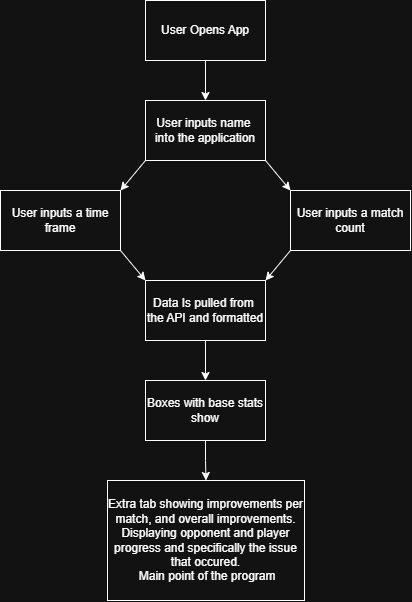 User Opens App
User inputs name
into the application
User inputs a time
frame
User inputs a match
count
Data Is pulled from
the API and formatted
Boxes with base stats
show
Extra tab showing improvements per
match, and overall improvements.
Displaying opponent and player
progress and specifically the issue
that occured.
Main point of the program